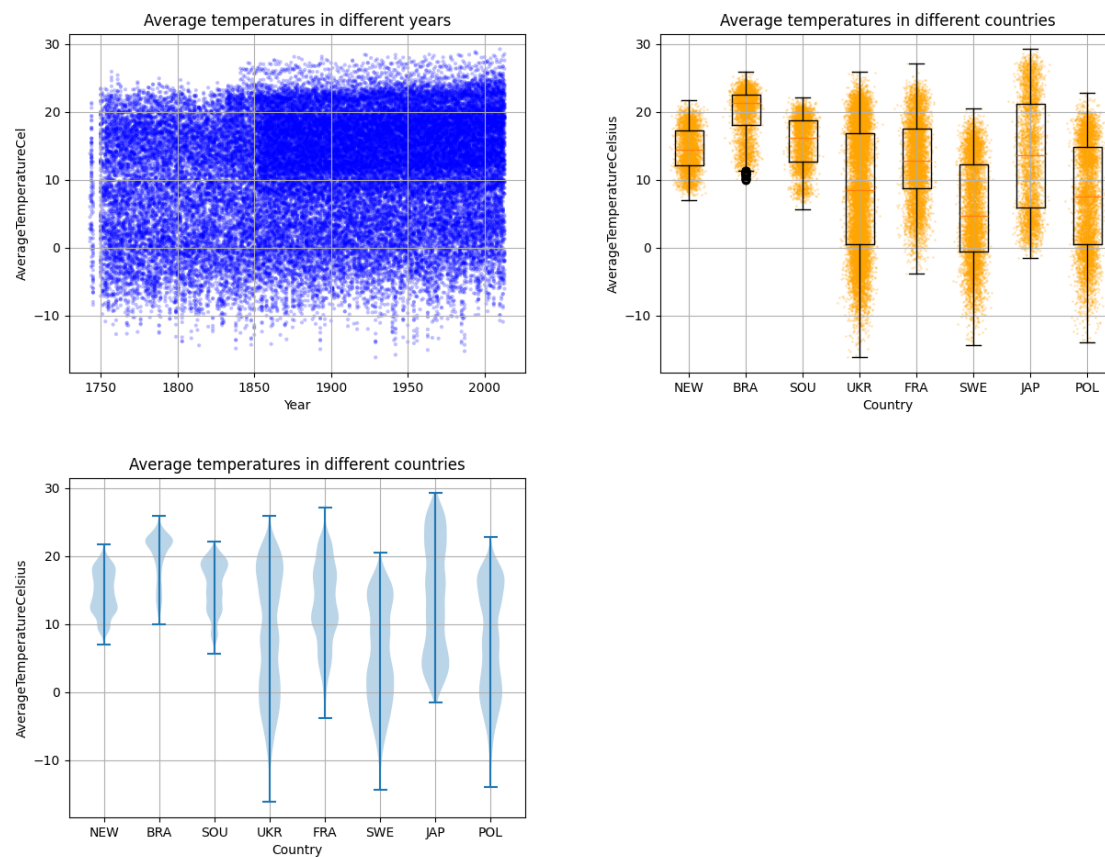 Average temperatures in different years
30
20
10
0
−10
AverageTemperatureCel
1750 1800 1850 1900 1950 2000
Year
Average temperatures in different countries
30
20
10
0
−10
AverageTemperatureCelsius
NEW BRA SOU UKR FRA SWE JAP POL
Country
Average temperatures in different countries
30
20
10
0
−10
AverageTemperatureCelsius
NEW BRA SOU UKR FRA SWE JAP POL
Country